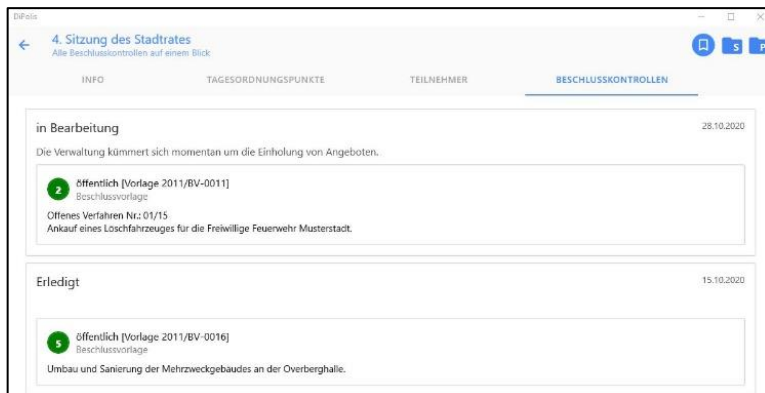 DiPolis
4. Sitzung des Stadtrates
Alle Beschlusskontrollen auf einem Blick
S
P
INFO
TAGESORDNUNGSPUNKTE
TEILNEHMER
BESCHLUSSKONTROLLEN
in Bearbeitung
28.10.2020
Die Verwaltung kümmert sich momentan um die Einholung von Angeboten.
2
öffentlich [Vorlage 2011/BV-0011]
Beschlussvorlage
Offenes Verfahren Nr.: 01/15
Ankauf eines Löschfahrzeuges für die Freiwillige Feuerwehr Musterstadt.
Erledigt
15.10.2020
5
öffentlich [Vorlage 2011/BV-0016]
Beschlussvorlage
Umbau und Sanierung der Mehrzweckgebaudes an der Overberghalle.